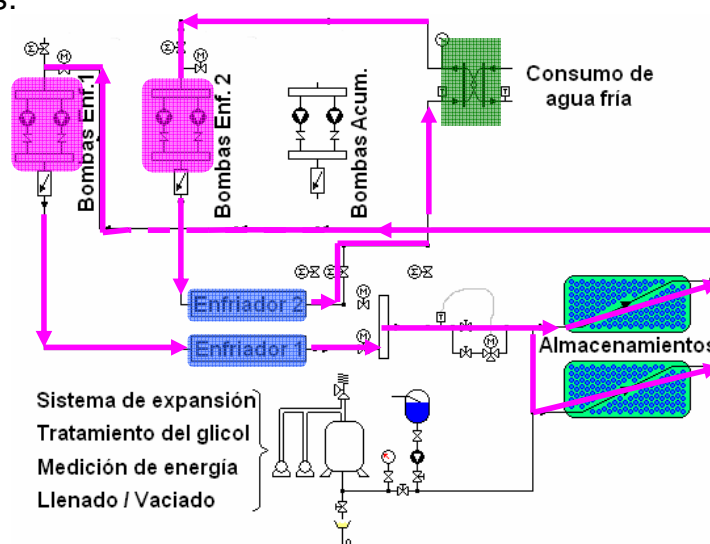 s.
Bombas Enf.1
Bombas Enf. 2
Bombas Acum.
Consumo de
agua fría
M
M
T
T
Enfriador 2
Enfriador 1
M
M
T
M
Almacenamientos
Sistema de expansión
Tratamiento del glicol
Medición de energía
Llenado / Vaciado